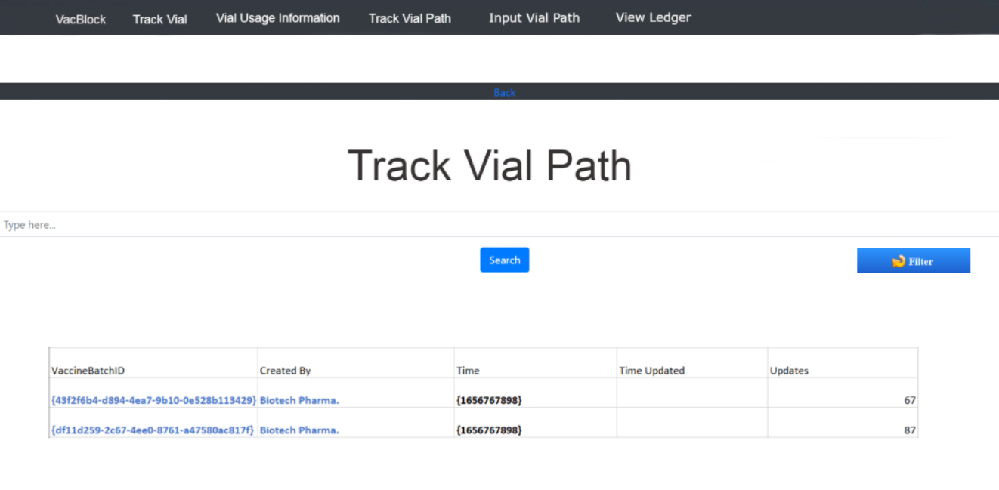 VacBlock Track Vial Vial Usage Information Track Vial Path Input Vial Path View Ledger
Back
Track Vial Path
Type here...
Search Filter
VaccineBatchID Created By Time Time Updated Updates
{43f2f6b4-d894-4ea7-9b10-0e528b113429} Biotech Pharma. {1656767898} 67
{df11d259-2c67-4ee0-8761-a47580ac817f} Biotech Pharma. {1656767898} 87